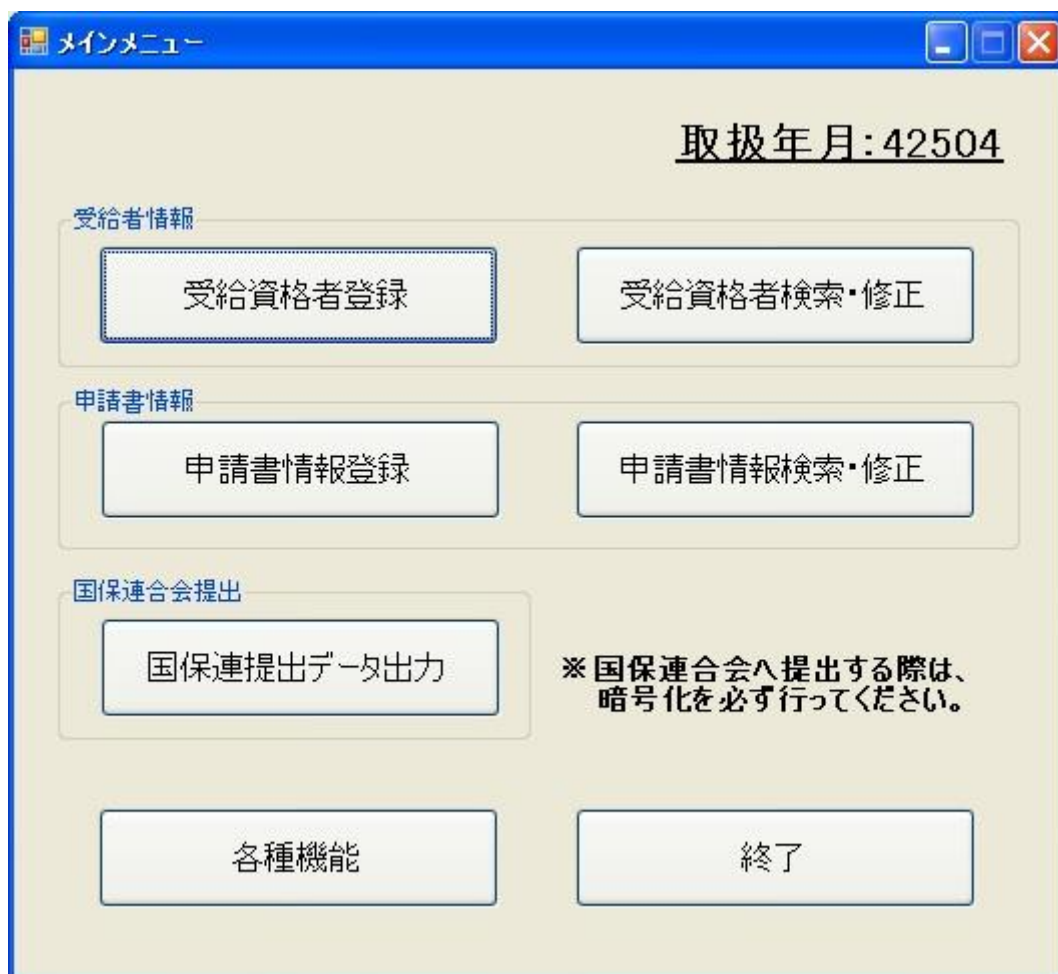 メインメニュー
取扱年月:42504
受給者情報
受給資格者登録
受給資格者検索・修正
申請書情報
申請書情報登録
申請書情報検索・修正
国保連合会提出
国保連提出データ出力
※国保連合会へ提出する際は、
暗号化を必ず行ってください。
各種機能
終了